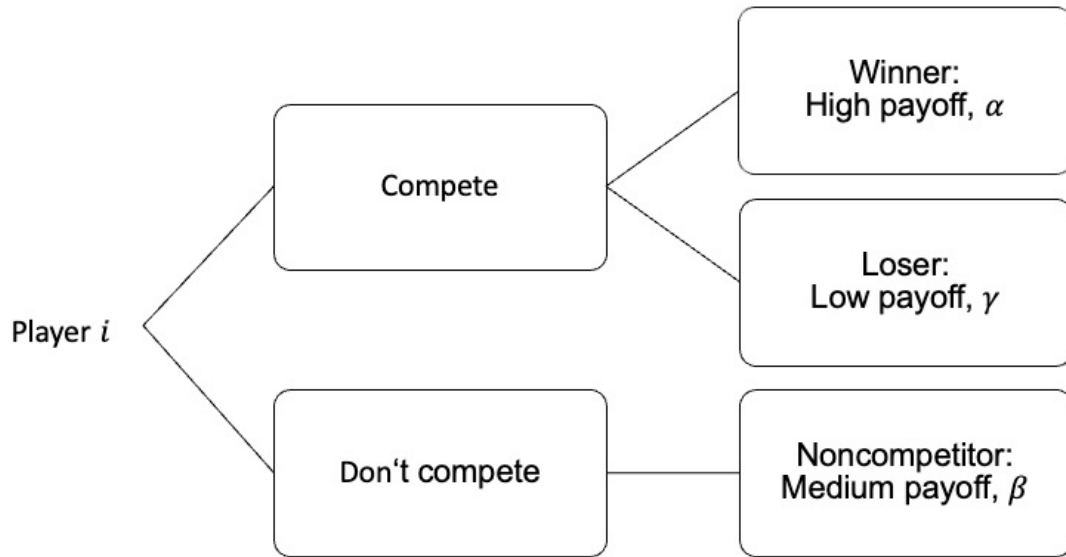 Winner:
High payoff, α
Compete
Loser:
Low payoff, γ
Player i
Don‘t compete
Noncompetitor:
Medium payoff, β